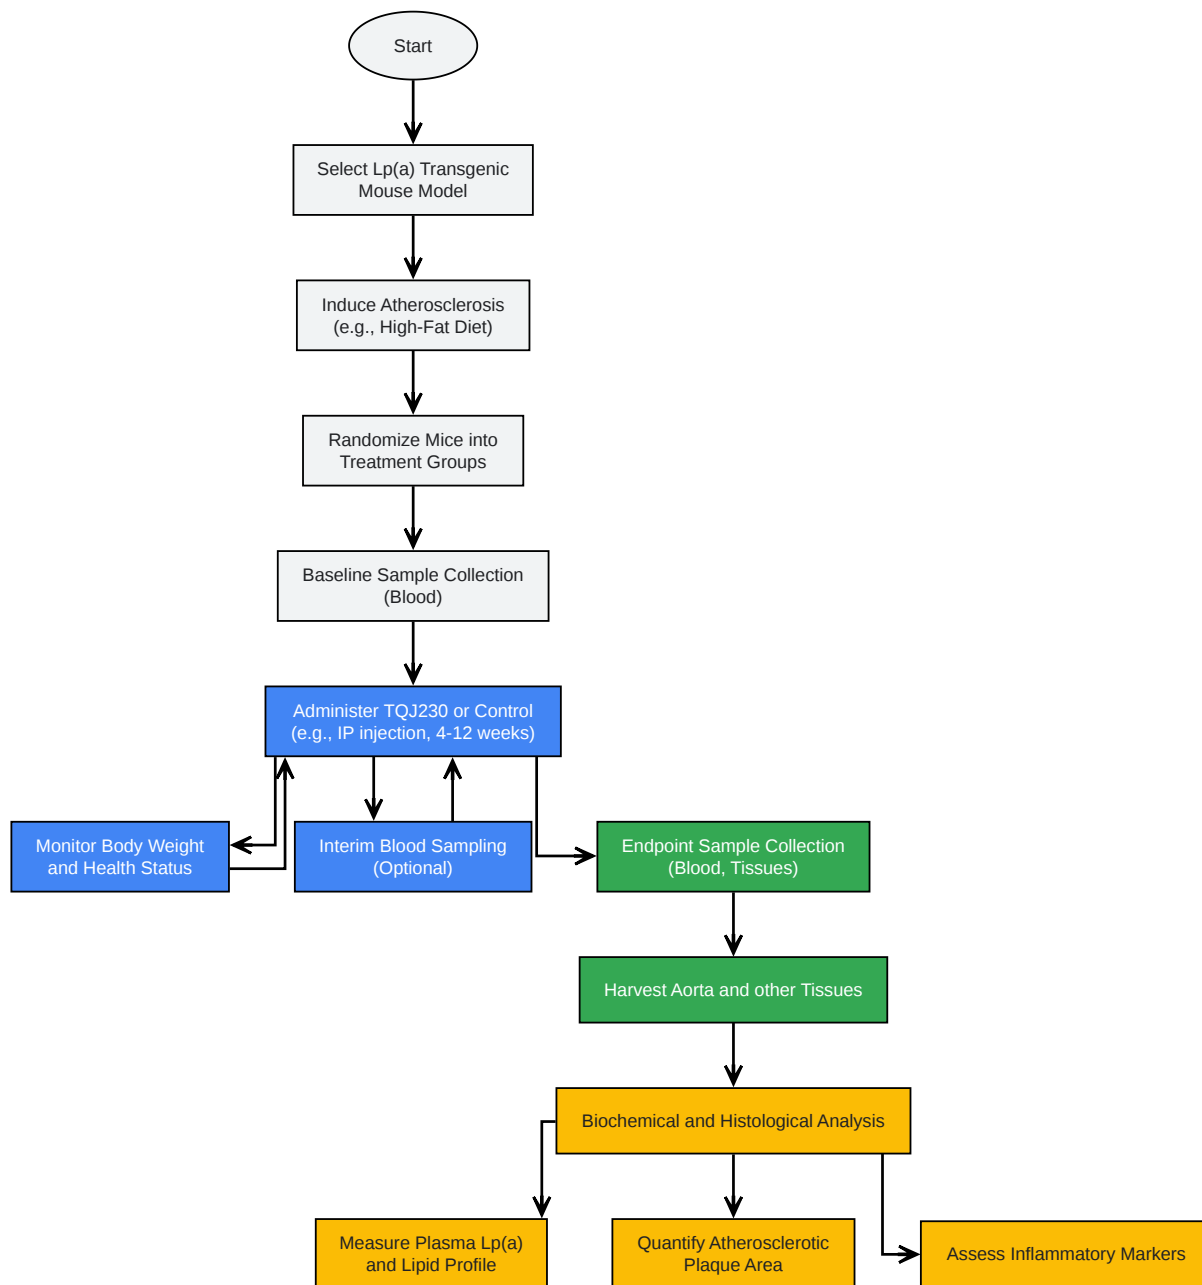 Start
Select Lp(a) Transgenic
Mouse Model
Induce Atherosclerosis
(e.g., High-Fat Diet)
Randomize Mice into
Treatment Groups
Baseline Sample Collection
(Blood)
Administer TQJ230 or Control
(e.g., IP injection, 4-12 weeks)
Monitor Body Weight
and Health Status
Interim Blood Sampling
(Optional)
Endpoint Sample Collection
(Blood, Tissues)
Harvest Aorta and other Tissues
Biochemical and Histological Analysis
Measure Plasma Lp(a)
and Lipid Profile
Quantify Atherosclerotic
Plaque Area
Assess Inflammatory Markers